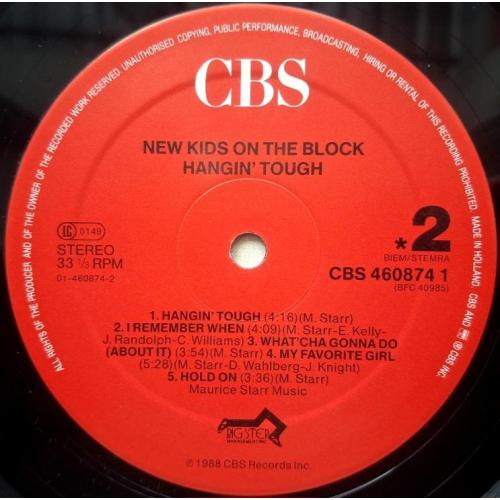 ALL RIGHTS OF THE PRODUCER AND OF THE OWNER OF THE RECORDED WORK RESERVED. UNAUTHORISED COPYING, PUBLIC PERFORMANCE, BROADCASTING, HIRING OR RENTAL OF THIS RECORDING PROHIBITED. MADE IN HOLLAND. CBS AND
℗ CBS INC.
CBS
NEW KIDS ON THE BLOCK
HANGIN' TOUGH
LC 0149
STEREO
33 1/3 RPM
01-460874-2
*2
BIEM/STEMRA
CBS 460874 1
(BFC 40985)
1. HANGIN' TOUGH (4:16)(M. Starr)
2. I REMEMBER WHEN (4:09)(M. Starr-E. Kelly-
J. Randolph-C. Williams) 3. WHAT'CHA GONNA DO
(ABOUT IT) (3:54)(M. Starr) 4. MY FAVORITE GIRL
(5:28)(M. Starr-D. Wahlberg-J. Knight)
5. HOLD ON (3:36)(M. Starr)
Maurice Starr Music
BIGSTEP
MANAGEMENT INC
℗ 1988 CBS Records Inc.